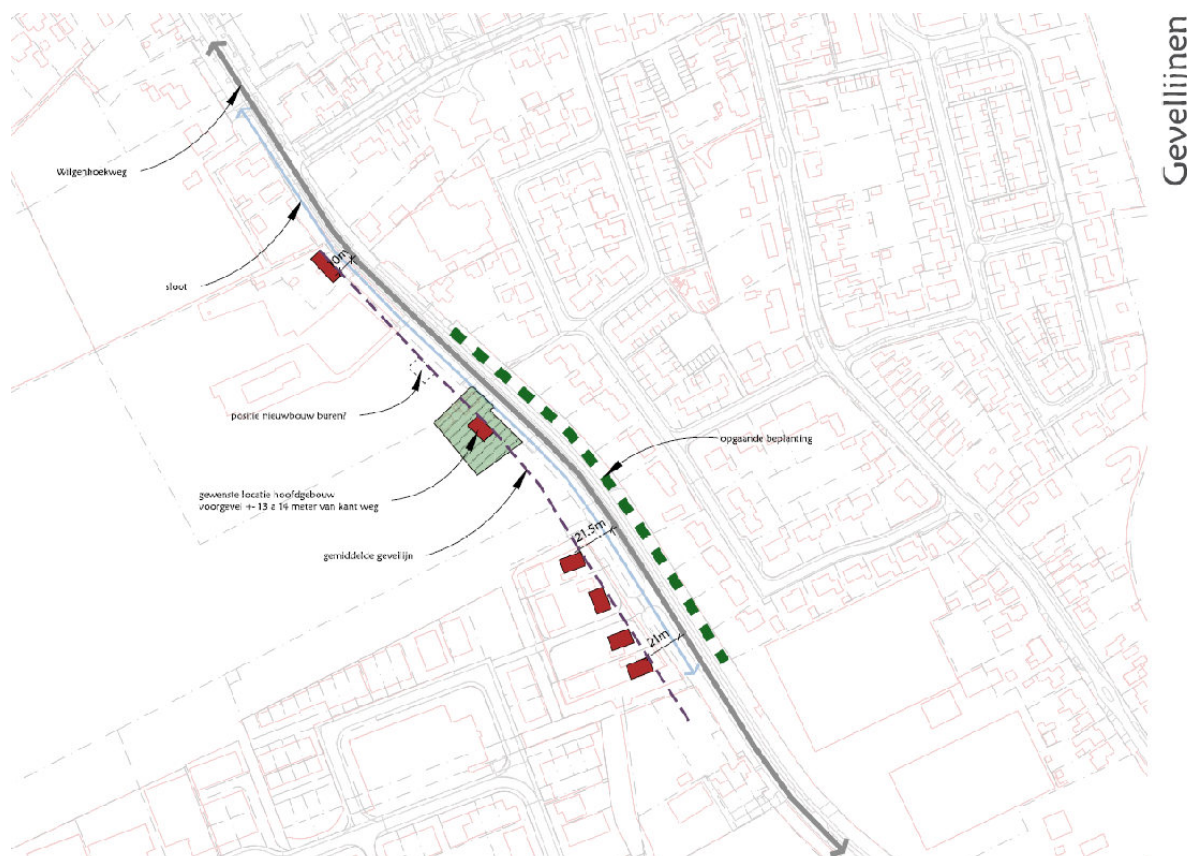 Gevellijnen
Wilgenhoekweg
sloot
10m
positie nieuwbouw buren?
gewenste locatie hoofdgebouw
voorgevel +- 13 a 14 meter van kant weg
gemiddelde gevellijn
opgaande beplanting
21.5m
21m